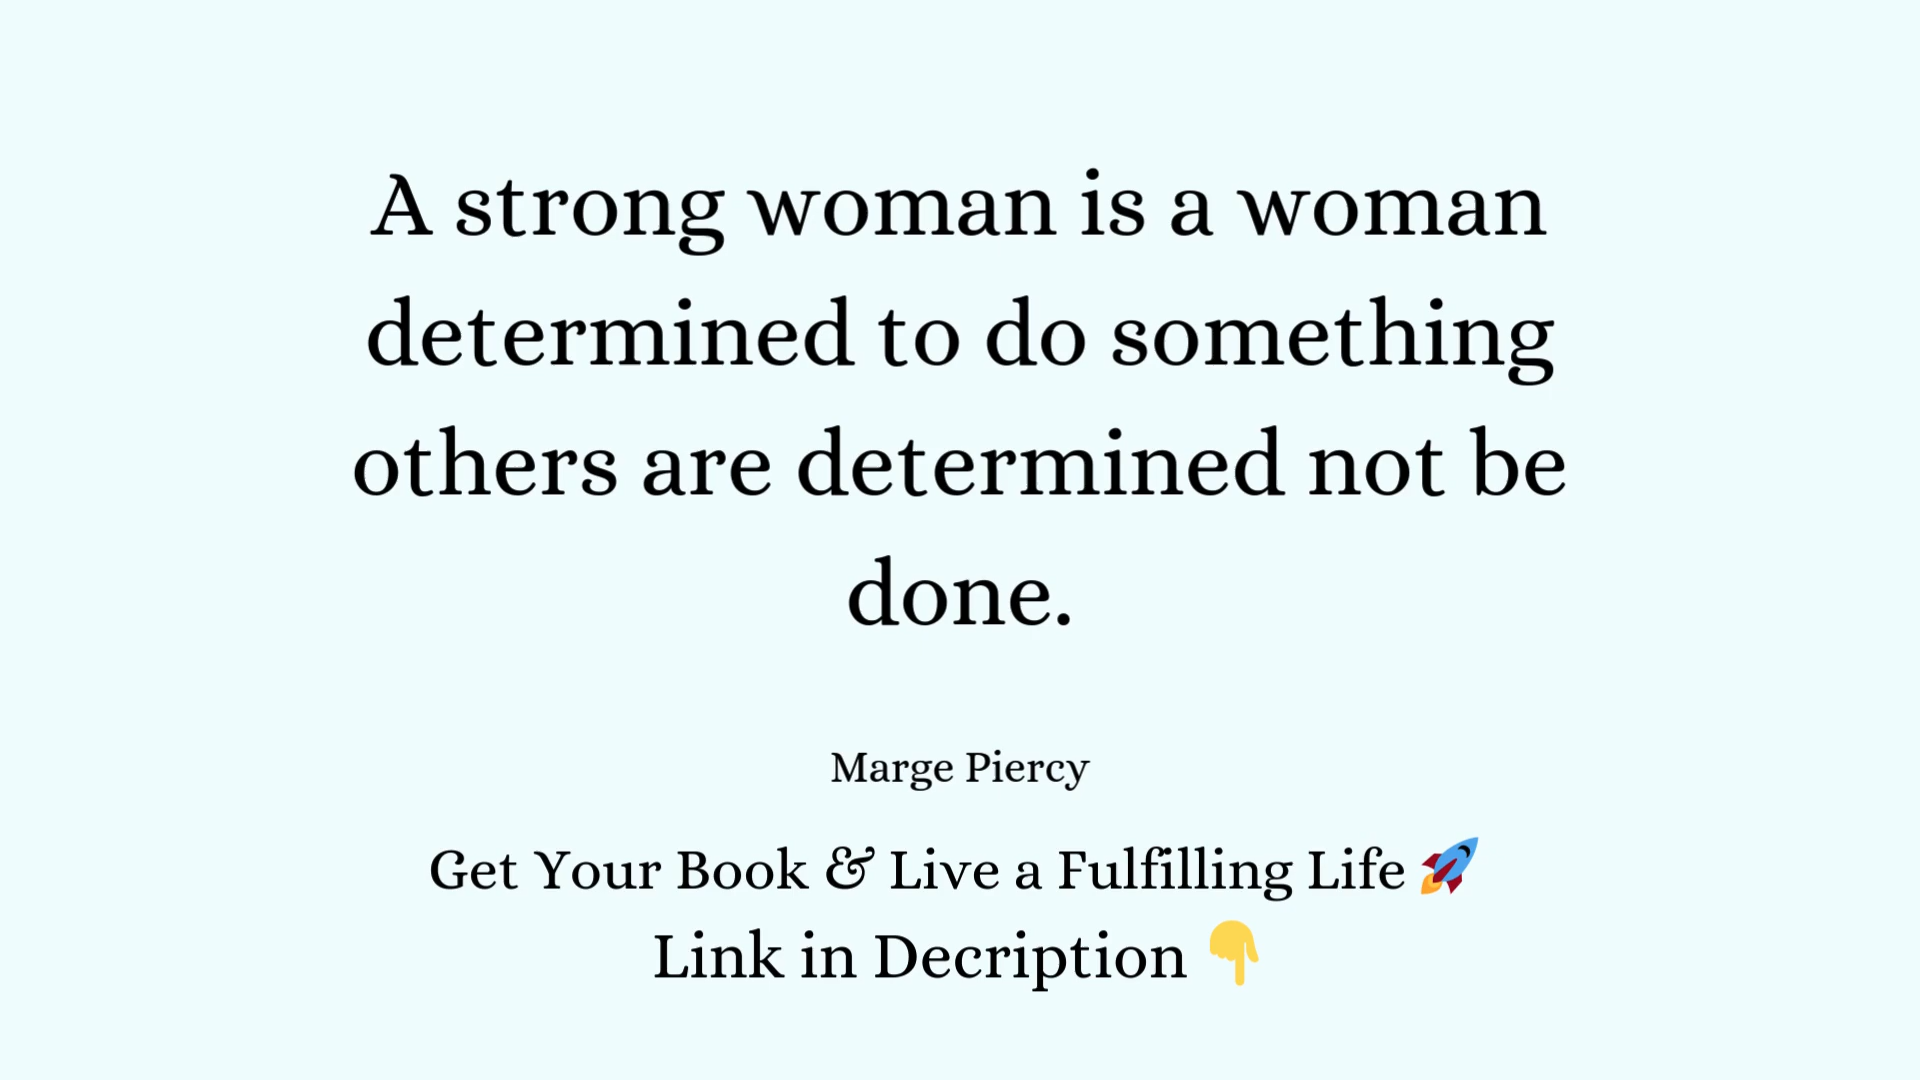 A strong woman is a woman
determined to do something
others are determined not be
done.
Marge Piercy
Get Your Book & Live a Fulfilling Life 🚀
Link in Decription 👇